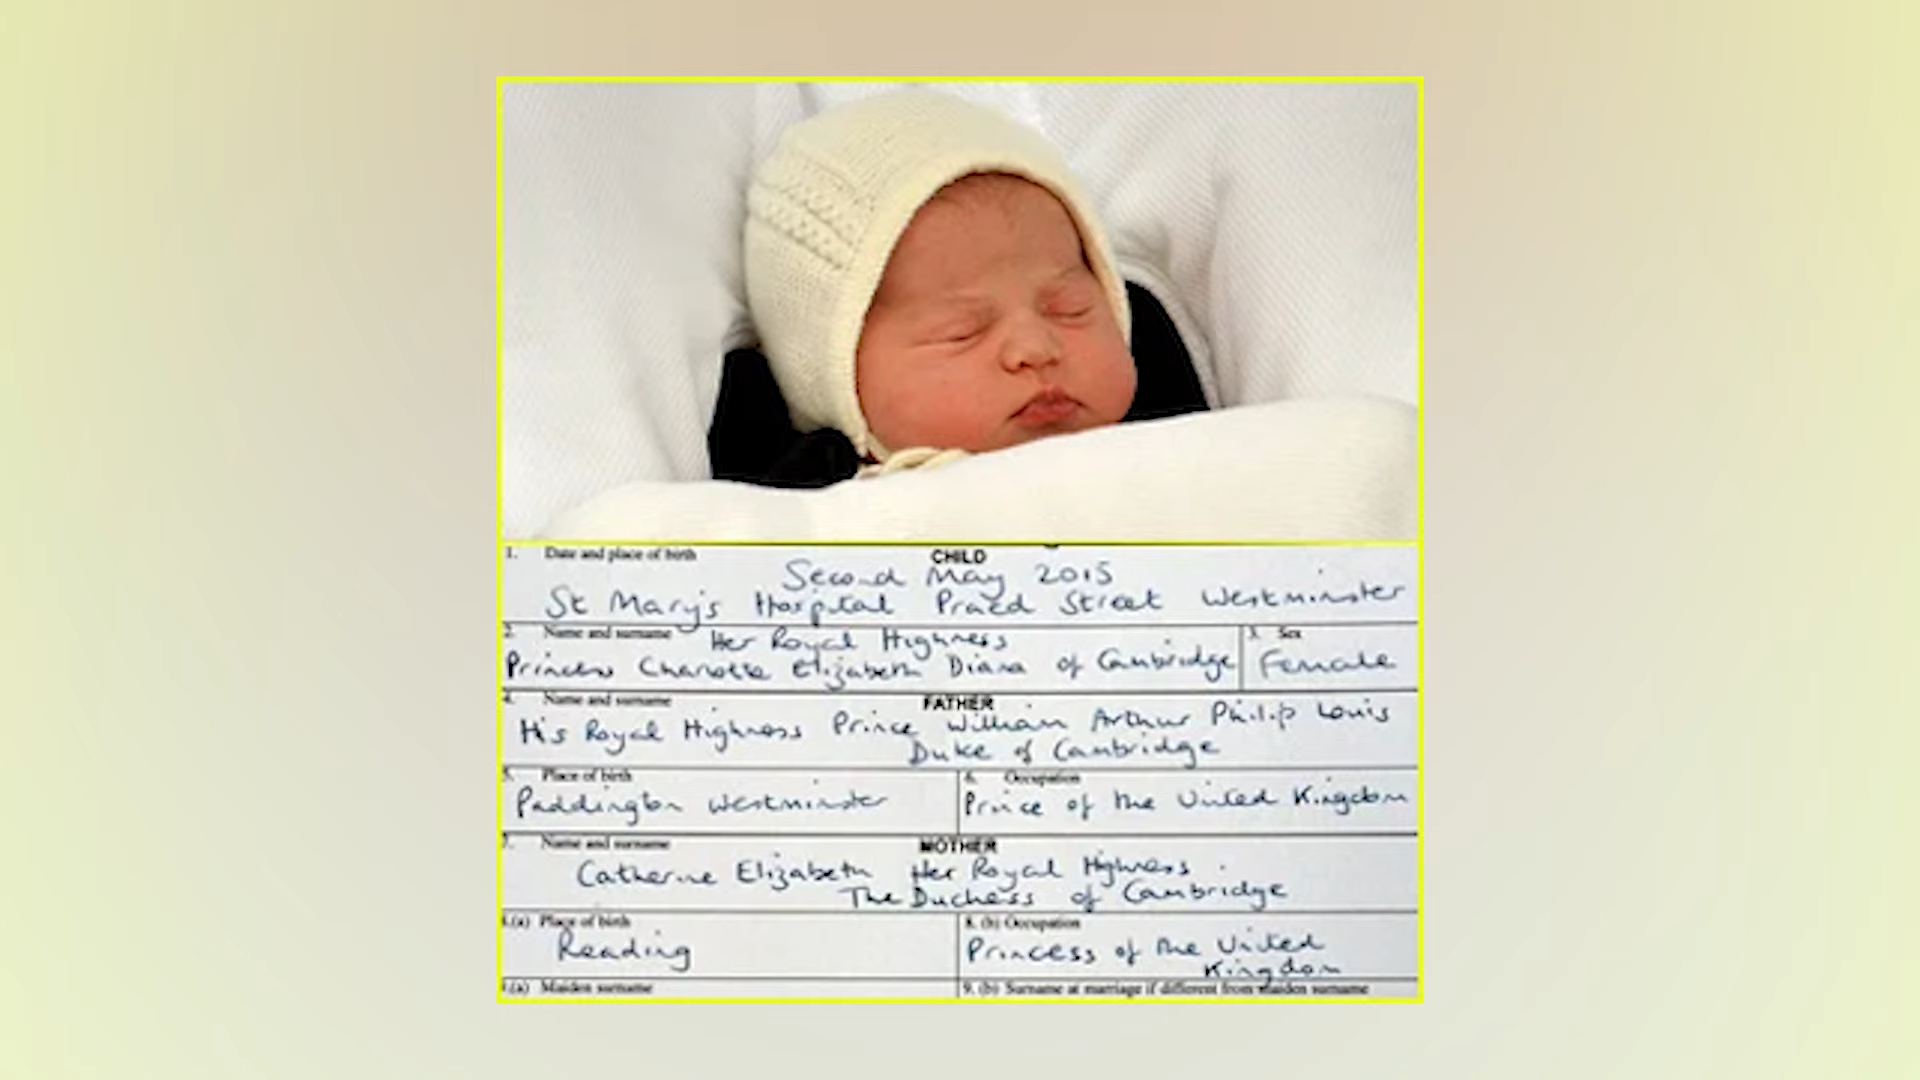 1. Date and place of birth CHILD
Second May 2015
St Mary's Hospital Praed Street Westminster
2. Name and surname Her Royal Highness 3. Sex
Princess Charlotte Elizabeth Diana of Cambridge Female
4. Name and surname FATHER
His Royal Highness Prince William Arthur Philip Louis
Duke of Cambridge
5. Place of birth 6. Occupation
Paddington Westminster Prince of the United Kingdom
7. Name and surname MOTHER
Catherine Elizabeth Her Royal Highness
The Duchess of Cambridge
8.(a) Place of birth 8. (b) Occupation
Reading Princess of the United
Kingdom
9.(a) Maiden surname 9. (b) Surname at marriage if different from maiden surname